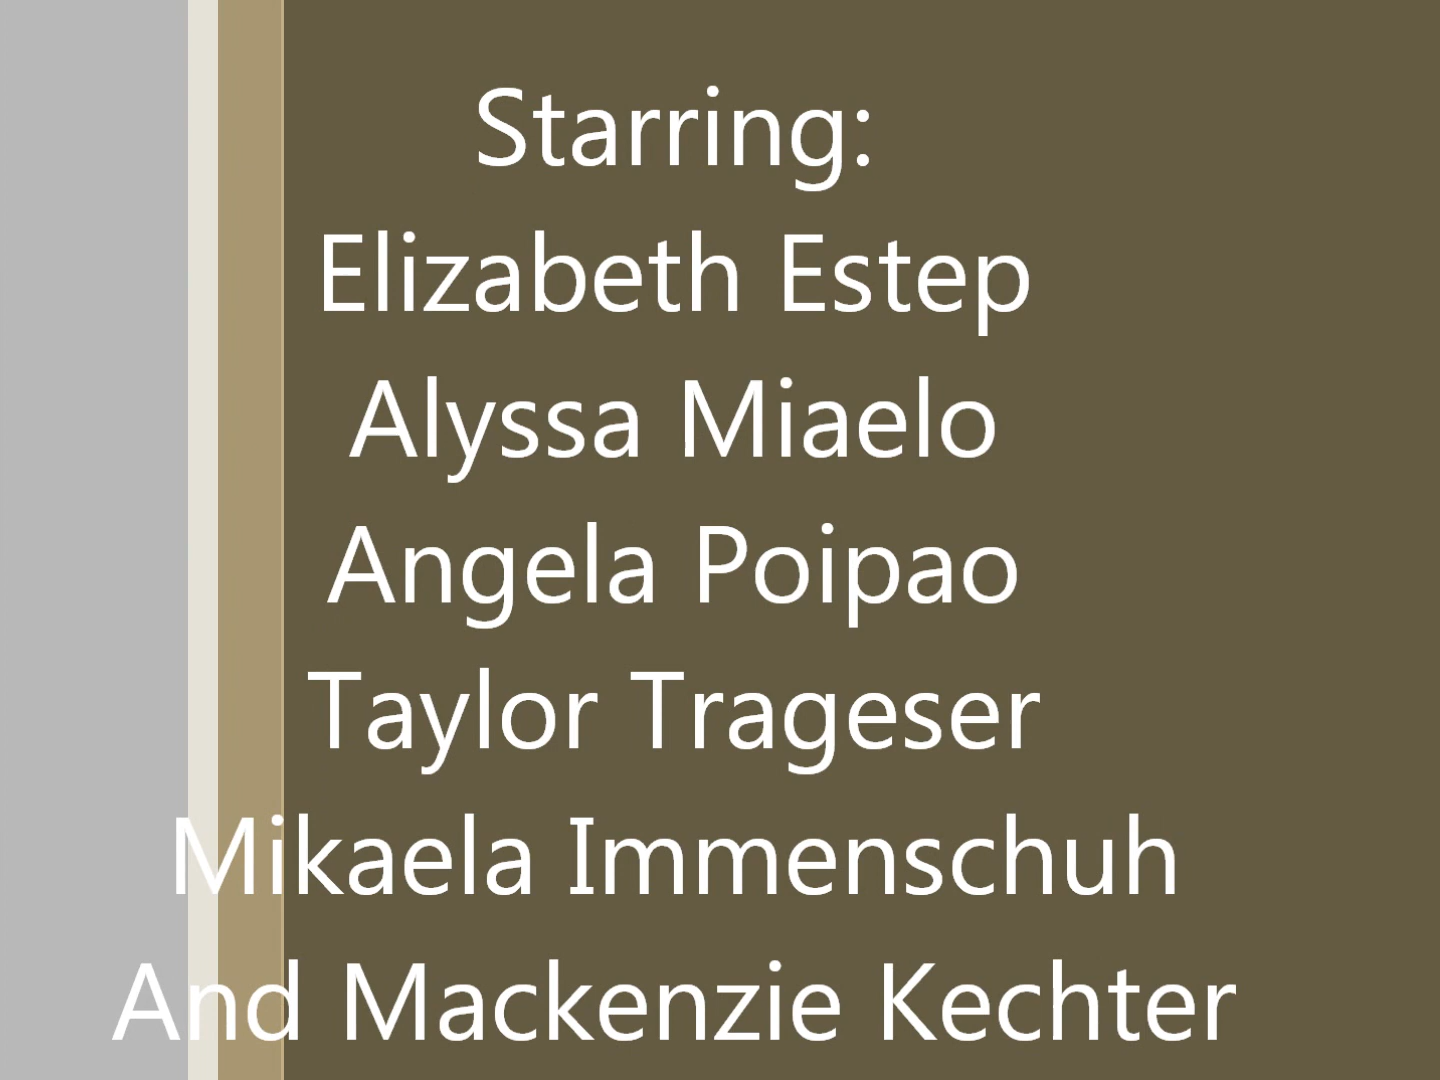 Starring:
Elizabeth Estep
Alyssa Miaelo
Angela Poipao
Taylor Trageser
Mikaela Immenschuh
And Mackenzie Kechter